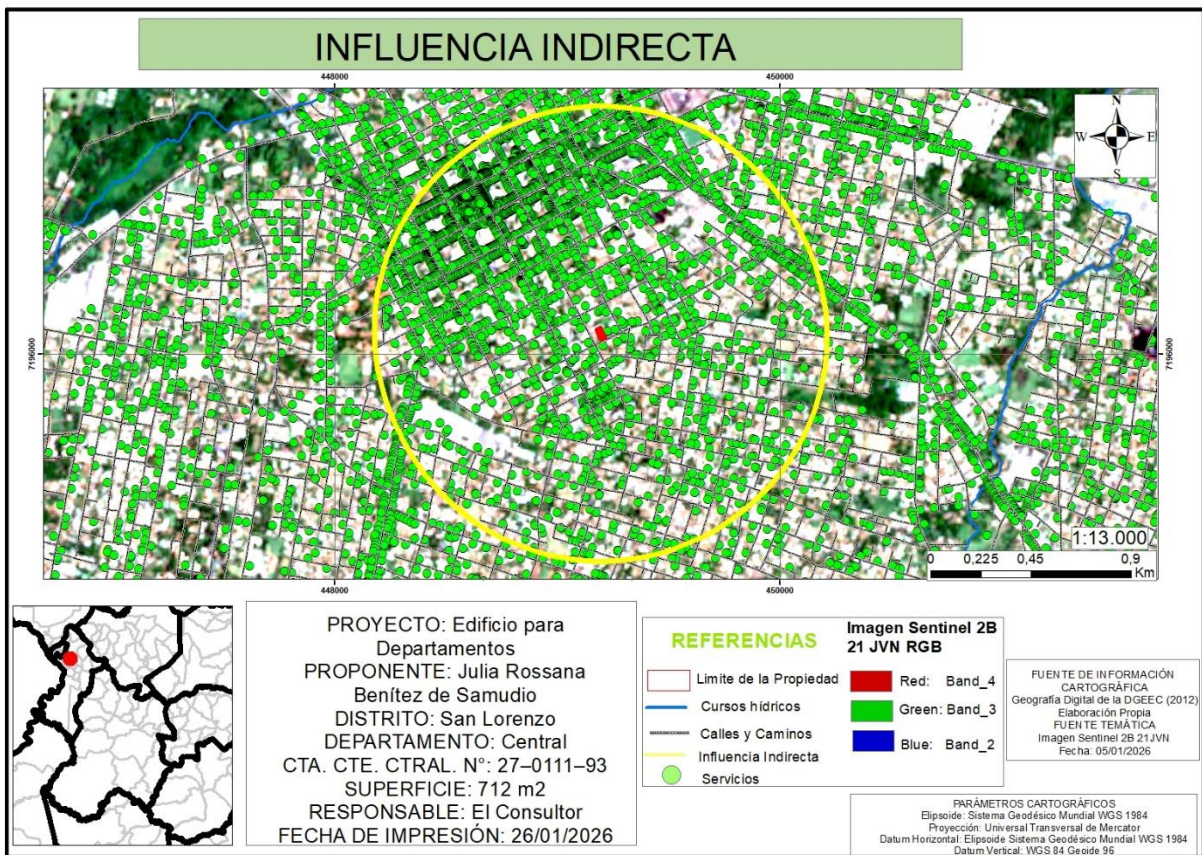 INFLUENCIA INDIRECTA
448000
450000
N
W E
S
7196000
7196000
1:13.000
0 0,225 0,45 0,9
Km
448000
450000
PROYECTO: Edificio para
Departamentos
PROPONENTE: Julia Rossana
Benítez de Samudio
DISTRITO: San Lorenzo
DEPARTAMENTO: Central
CTA. CTE. CTRAL. N°: 27–0111–93
SUPERFICIE: 712 m2
RESPONSABLE: El Consultor
FECHA DE IMPRESIÓN: 26/01/2026
REFERENCIAS
Limite de la Propiedad
Cursos hídricos
Calles y Caminos
Influencia Indirecta
Servicios
Imagen Sentinel 2B
21 JVN RGB
Red: Band_4
Green: Band_3
Blue: Band_2
FUENTE DE INFORMACIÓN
CARTOGRÁFICA
Geografía Digital de la DGEEC (2012)
Elaboración Propia
FUENTE TEMÁTICA
Imagen Sentinel 2B 21JVN
Fecha: 05/01/2026
PARÁMETROS CARTOGRÁFICOS
Elipsoide: Sistema Geodésico Mundial WGS 1984
Proyección: Universal Transversal de Mercator
Datum Horizontal: Elipsoide Sistema Geodésico Mundial WGS 1984
Datum Vertical: WGS 84 Geoide 96